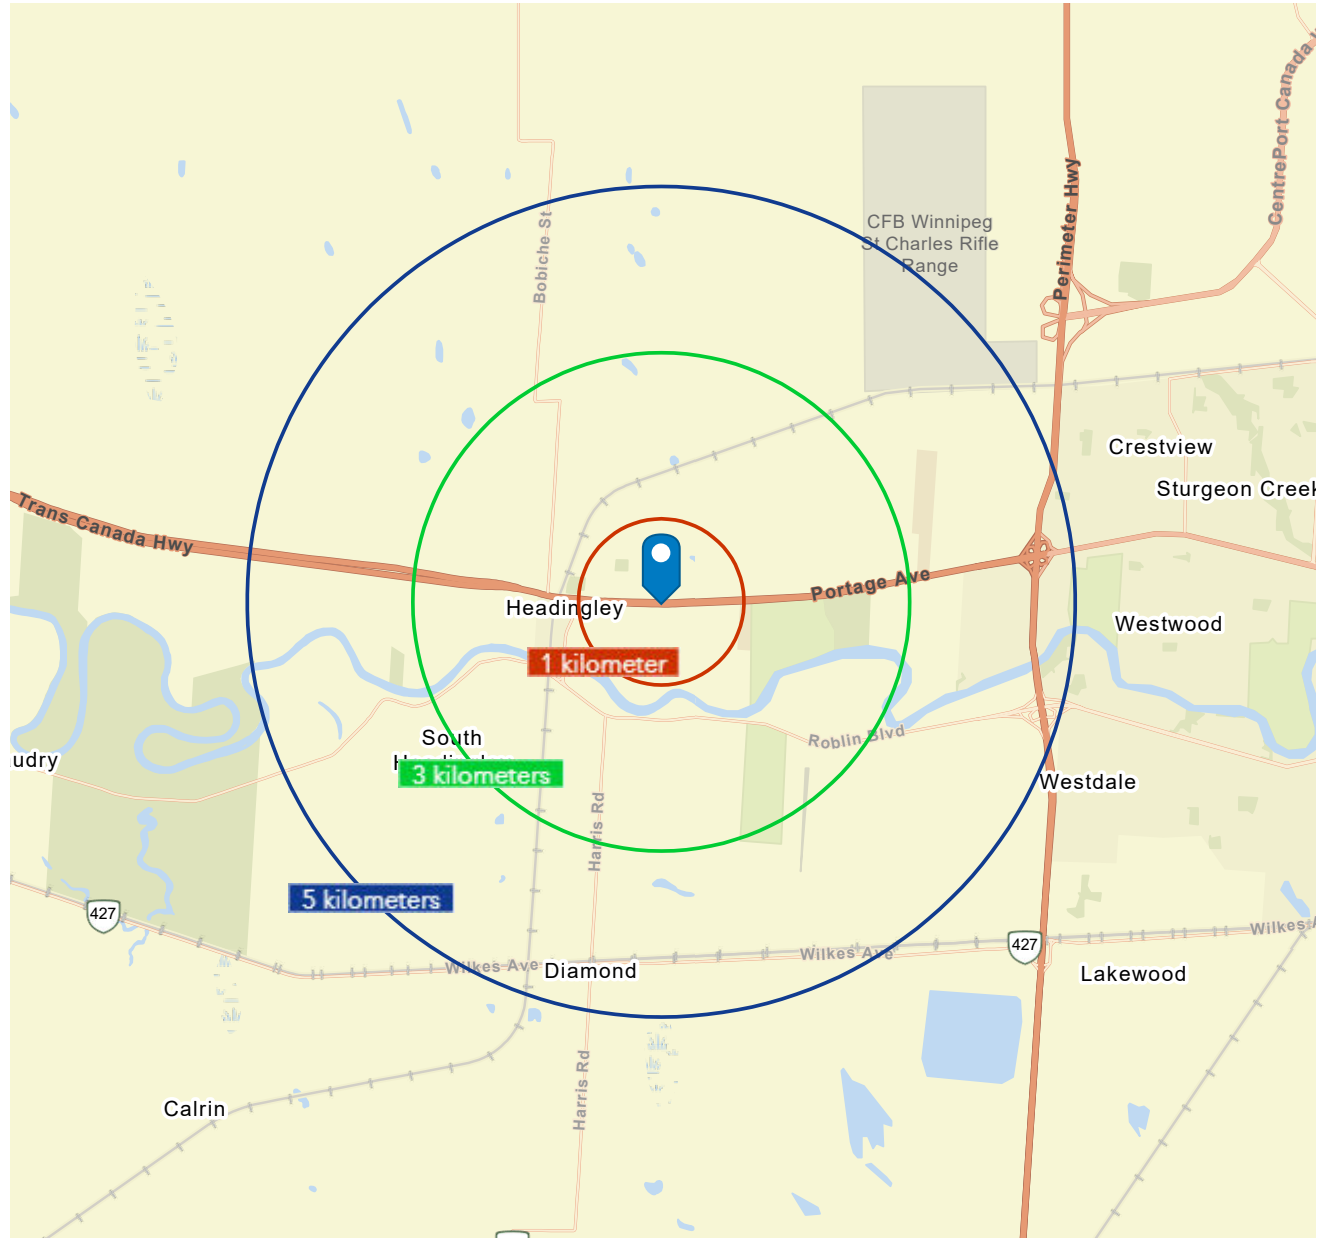 CentrePort Canada
Perimeter Hwy
Bobiche St
CFB Winnipeg
St Charles Rifle
Range
Crestview
Sturgeon Creek
Trans Canada Hwy
Portage Ave
Headingley
Westwood
1 kilometer
South
Roblin Blvd
udry
3 kilometers
Westdale
Harris Rd
5 kilometers
427
Wilkes Ave
Wilkes Ave
Wilkes A
427
Diamond
Lakewood
Harris Rd
Calrin